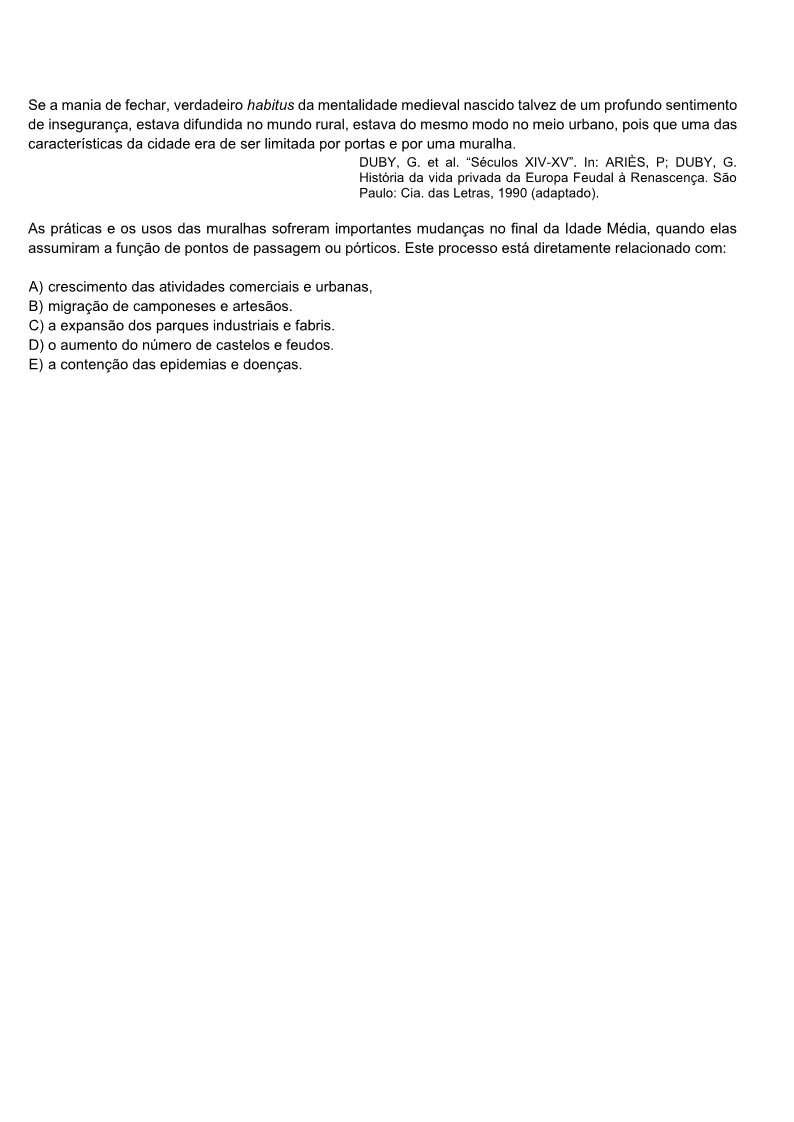 Se a mania de fechar, verdadeiro habitus da mentalidade medieval nascido talvez de um profundo sentimento
de insegurança, estava difundida no mundo rural, estava do mesmo modo no meio urbano, pois que uma das
características da cidade era de ser limitada por portas e por uma muralha.
DUBY, G. et al. “Séculos XIV-XV”. In: ARIÈS, P; DUBY, G.
História da vida privada da Europa Feudal à Renascença. São
Paulo: Cia. das Letras, 1990 (adaptado).
As práticas e os usos das muralhas sofreram importantes mudanças no final da Idade Média, quando elas
assumiram a função de pontos de passagem ou pórticos. Este processo está diretamente relacionado com:
A) crescimento das atividades comerciais e urbanas,
B) migração de camponeses e artesãos.
C) a expansão dos parques industriais e fabris.
D) o aumento do número de castelos e feudos.
E) a contenção das epidemias e doenças.